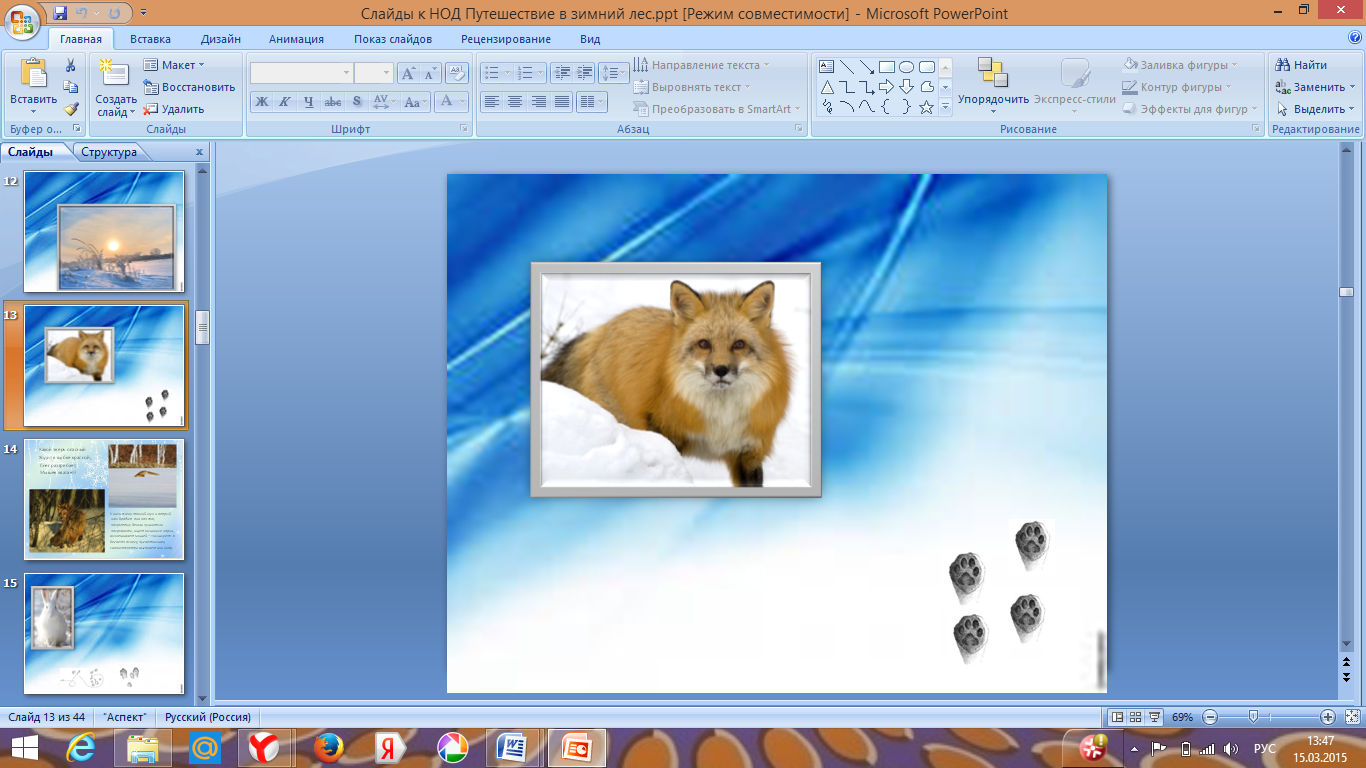 Слайды к НОД Путешествие в зимний лес.ppt [Режим совместимости] - Microsoft PowerPoint
Главная Вставка Дизайн Анимация Показ слайдов Рецензирование Вид
Вставить
Буфер о...
Создать слайд
Макет
Восстановить
Удалить
Слайды
Ж К Ч abc S AV Aa A
Шрифт
Направление текста
Выровнять текст
Преобразовать в SmartArt
Абзац
Упорядочить
Экспресс-стили
Заливка фигуры
Контур фигуры
Эффекты для фигур
Рисование
Найти
Заменить
Выделить
Редактирование
Слайды Структура x
12
13
14
15
Слайд 13 из 44 "Аспект" Русский (Россия) 69%
РУС
13:47
15.03.2015